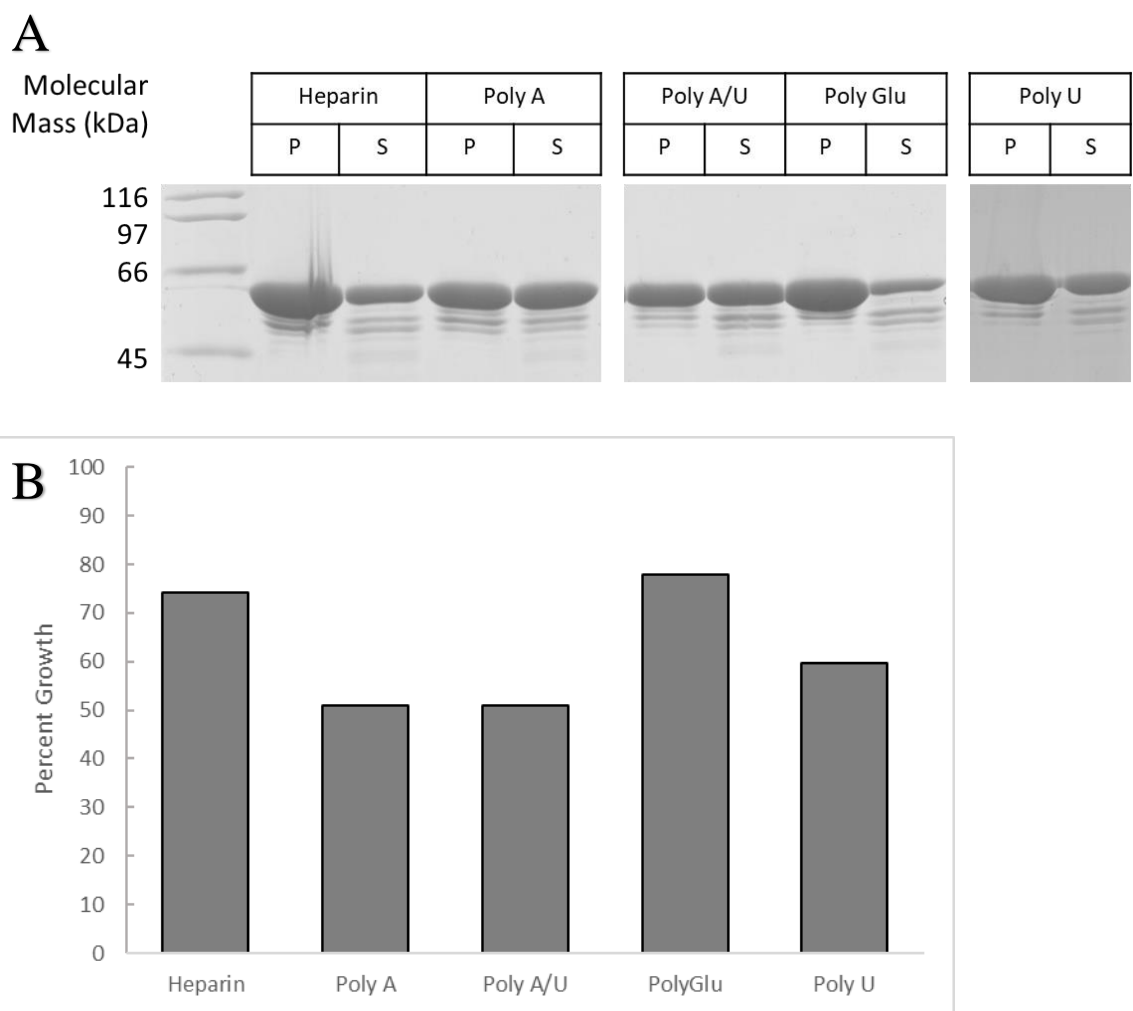 A
Molecular
Mass (kDa)
Heparin Poly A Poly A/U Poly Glu Poly U
P S P S P S P S P S
116
97
66
45
B
100
90
80
70
60
50
40
30
20
10
0
Percent Growth
Heparin Poly A Poly A/U PolyGlu Poly U